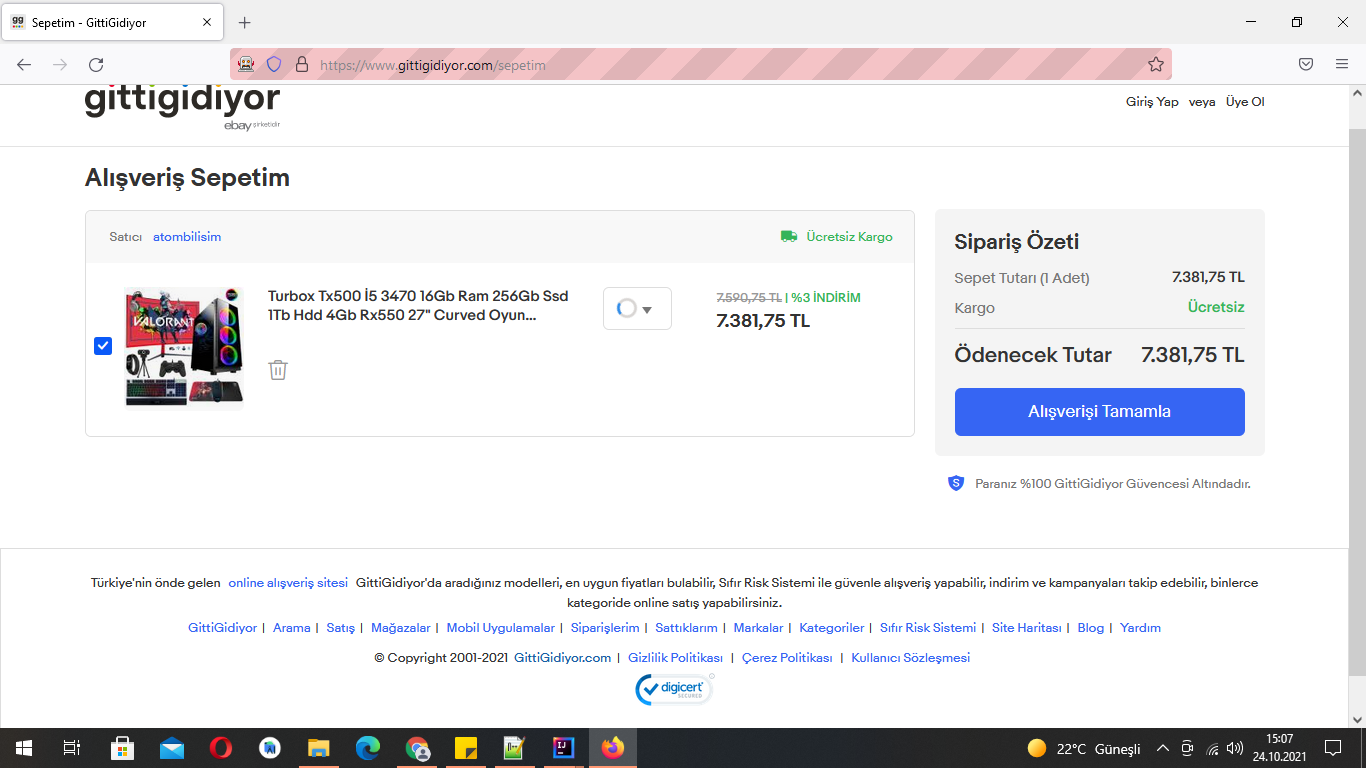 Sepetim - GittiGidiyor
https://www.gittigidiyor.com/sepetim
gittigidiyor
ebay şirketidir
Giriş Yap veya Üye Ol
Alışveriş Sepetim
Satıcı atombilisim
Ücretsiz Kargo
VALORANT
Turbox Tx500 İ5 3470 16Gb Ram 256Gb Ssd
1Tb Hdd 4Gb Rx550 27" Curved Oyun...
7.590,75 TL | %3 İNDİRİM
7.381,75 TL
Sipariş Özeti
Sepet Tutarı (1 Adet) 7.381,75 TL
Kargo Ücretsiz
Ödenecek Tutar 7.381,75 TL
Alışverişi Tamamla
Paranız %100 GittiGidiyor Güvencesi Altındadır.
Türkiye'nin önde gelen online alışveriş sitesi GittiGidiyor'da aradığınız modelleri, en uygun fiyatları bulabilir, Sıfır Risk Sistemi ile güvenle alışveriş yapabilir, indirim ve kampanyaları takip edebilir, binlerce
kategoride online satış yapabilirsiniz.
GittiGidiyor | Arama | Satış | Mağazalar | Mobil Uygulamalar | Siparişlerim | Sattıklarım | Markalar | Kategoriler | Sıfır Risk Sistemi | Site Haritası | Blog | Yardım
© Copyright 2001-2021 GittiGidiyor.com | Gizlilik Politikası | Çerez Politikası | Kullanıcı Sözleşmesi
digicert
SECURED
22°C Güneşli
15:07
24.10.2021